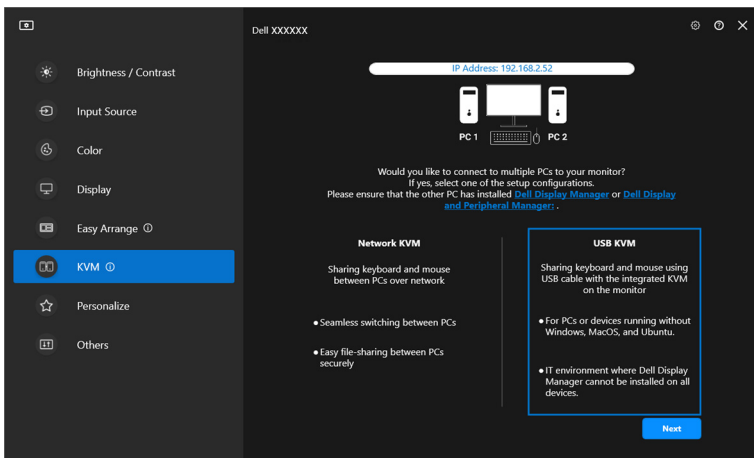 Dell XXXXXX
Brightness / Contrast
Input Source
Color
Display
Easy Arrange
KVM
Personalize
Others
IP Address: 192.168.2.52
PC 1
PC 2
Would you like to connect to multiple PCs to your monitor?
If yes, select one of the setup configurations.
Please ensure that the other PC has installed Dell Display Manager or Dell Display
and Peripheral Manager: .
Network KVM
Sharing keyboard and mouse
between PCs over network
● Seamless switching between PCs
● Easy file-sharing between PCs
securely
USB KVM
Sharing keyboard and mouse using
USB cable with the integrated KVM
on the monitor
● For PCs or devices running without
Windows, MacOS, and Ubuntu.
● IT environment where Dell Display
Manager cannot be installed on all
devices.
Next